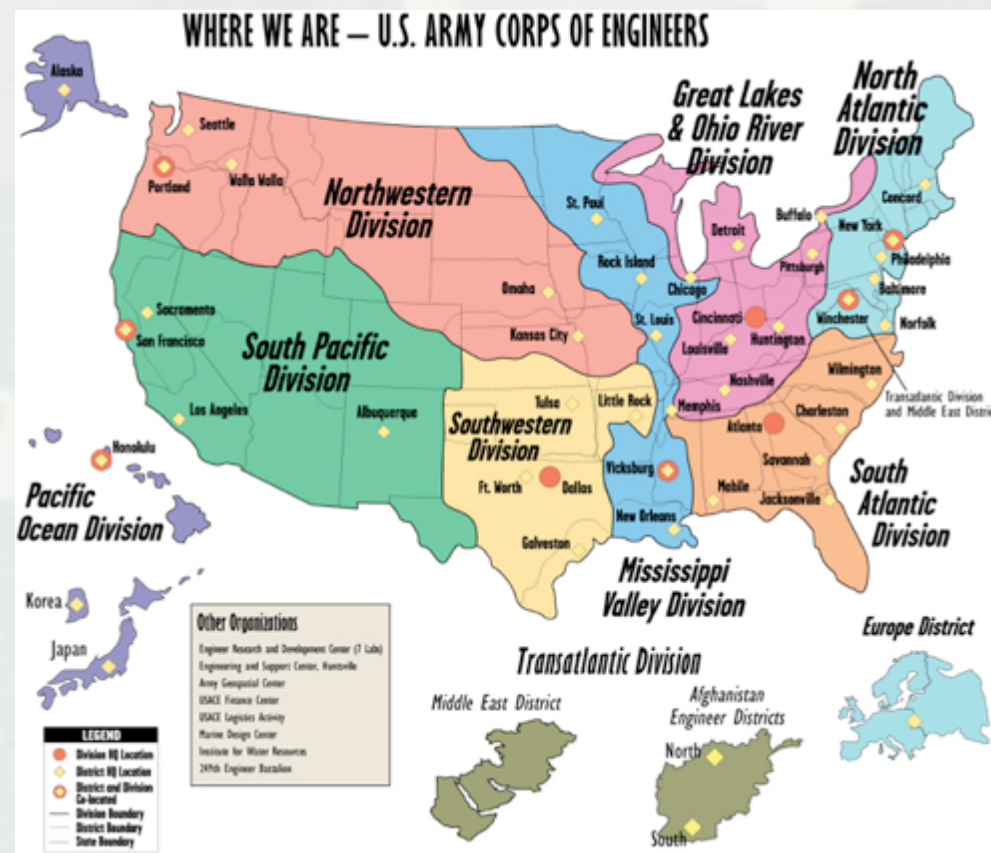 WHERE WE ARE – U.S. ARMY CORPS OF ENGINEERS
Alaska
Seattle
Portland
Walla Walla
Northwestern
Division
Omaha
Kansas City
St. Paul
Rock Island
St. Louis
Great Lakes
& Ohio River
Division
Detroit
Buffalo
Chicago
Pittsburgh
Cincinnati
Louisville
Huntington
Nashville
North
Atlantic
Division
Concord
New York
Philadelphia
Baltimore
Winchester
Norfolk
Transatlantic Division
and Middle East Distri
Sacramento
San Francisco
South Pacific
Division
Los Angeles
Albuquerque
Tulsa
Little Rock
Southwestern
Division
Ft. Worth
Dallas
Galveston
Memphis
Vicksburg
New Orleans
Mississippi
Valley Division
Wilmington
Charleston
Atlanta
Savannah
Mobile
Jacksonville
South
Atlantic
Division
Honolulu
Pacific
Ocean Division
Korea
Japan
Other Organizations
Engineer Research and Development Center (7 Labs)
Engineering and Support Center, Huntsville
Army Geospatial Center
USACE Finance Center
USACE Logistics Activity
Marine Design Center
Institute for Water Resources
249th Engineer Battalion
Transatlantic Division
Middle East District
Afghanistan
Engineer Districts
North
South
Europe District
LEGEND
Division HQ Location
District HQ Location
District and Division
Co-located
Division Boundary
District Boundary
State Boundary